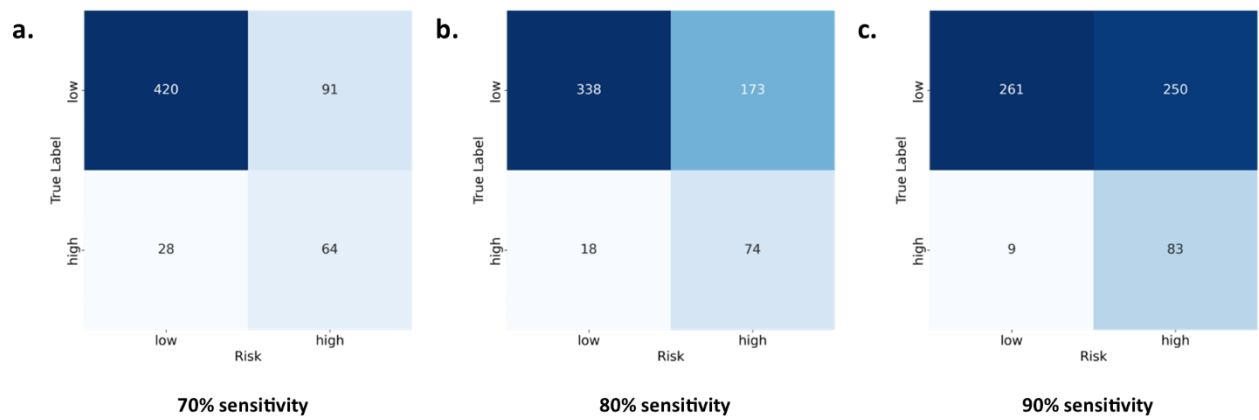 a.
low
420
91
True Label
high
28
64
low
high
Risk
70% sensitivity
b.
low
338
173
True Label
high
18
74
low
high
Risk
80% sensitivity
c.
low
261
250
True Label
high
9
83
low
high
Risk
90% sensitivity